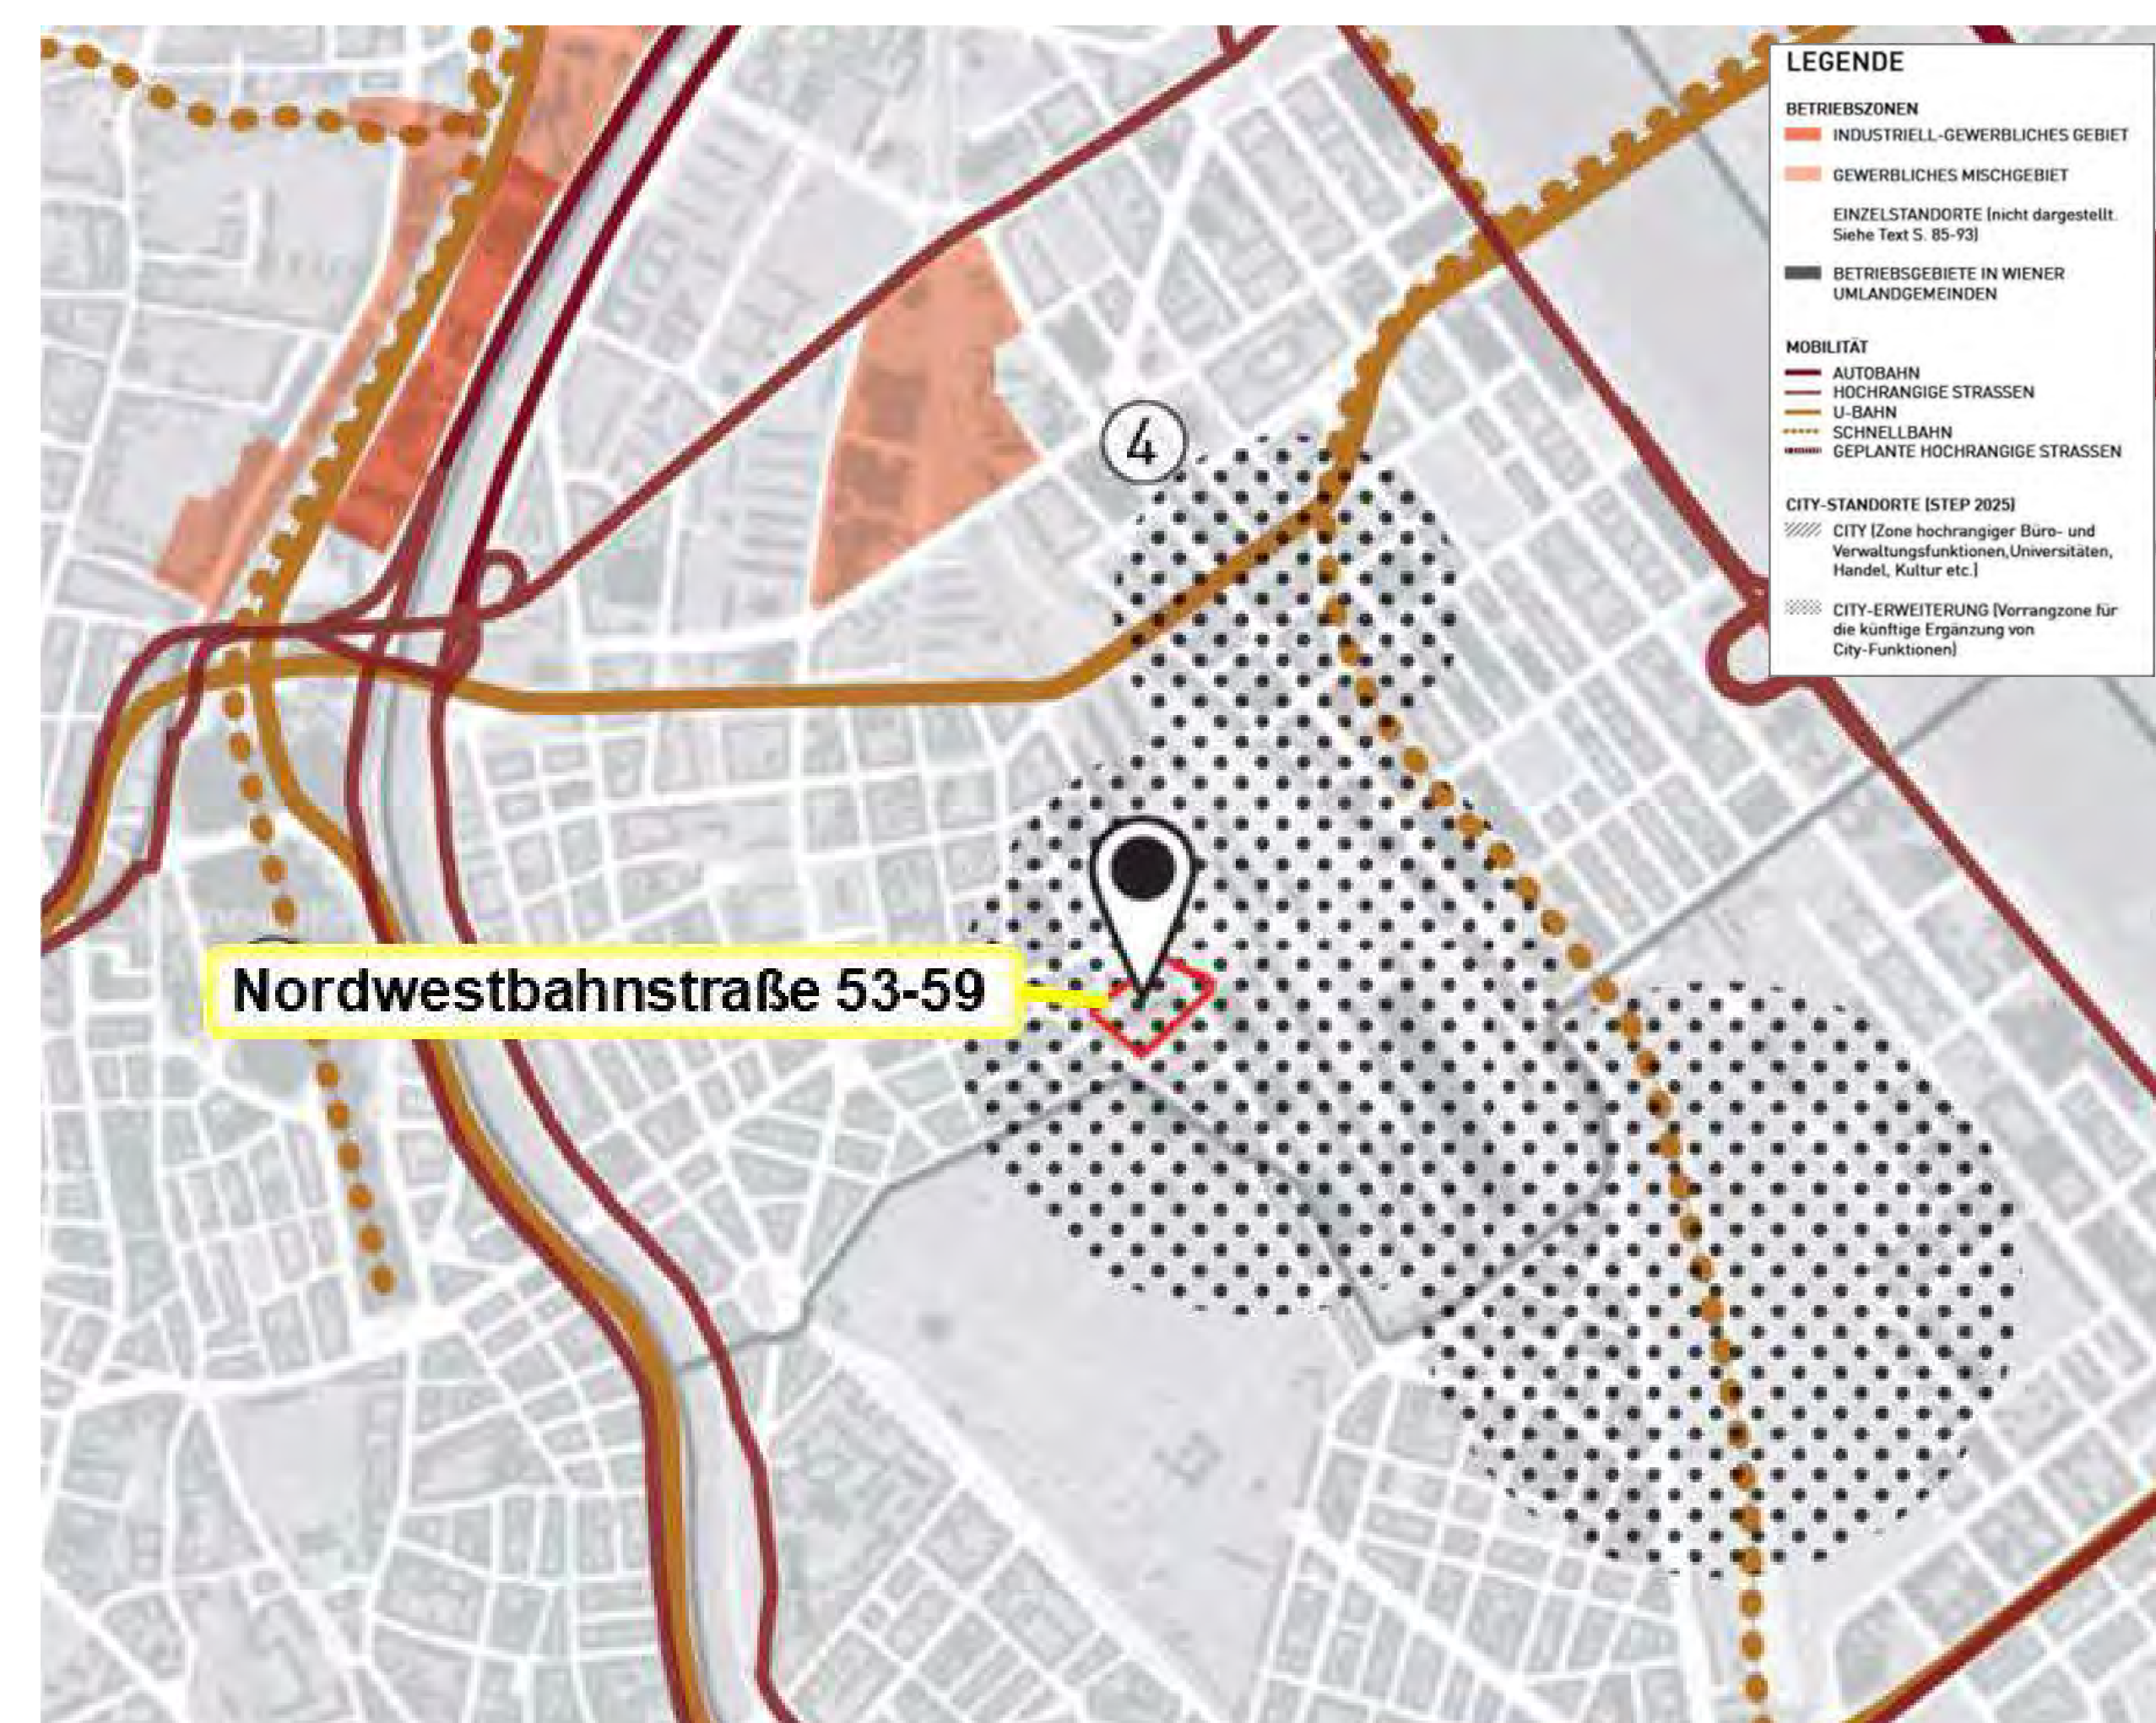 LEGENDE
BETRIEBSZONEN
INDUSTRIELL-GEWERBLICHES GEBIET
GEWERBLICHES MISCHGEBIET
EINZELSTANDORTE (nicht dargestellt.
Siehe Text S. 85-93)
BETRIEBSGEBIETE IN WIENER
UMLANDGEMEINDEN
MOBILITÄT
AUTOBAHN
HOCHRANGIGE STRASSEN
U-BAHN
SCHNELLBAHN
GEPLANTE HOCHRANGIGE STRASSEN
CITY-STANDORTE (STEP 2025)
CITY (Zone hochrangiger Büro- und
Verwaltungsfunktionen,Universitäten,
Handel, Kultur etc.)
CITY-ERWEITERUNG (Vorrangzone für
die künftige Ergänzung von
City-Funktionen)
4
Nordwestbahnstraße 53-59